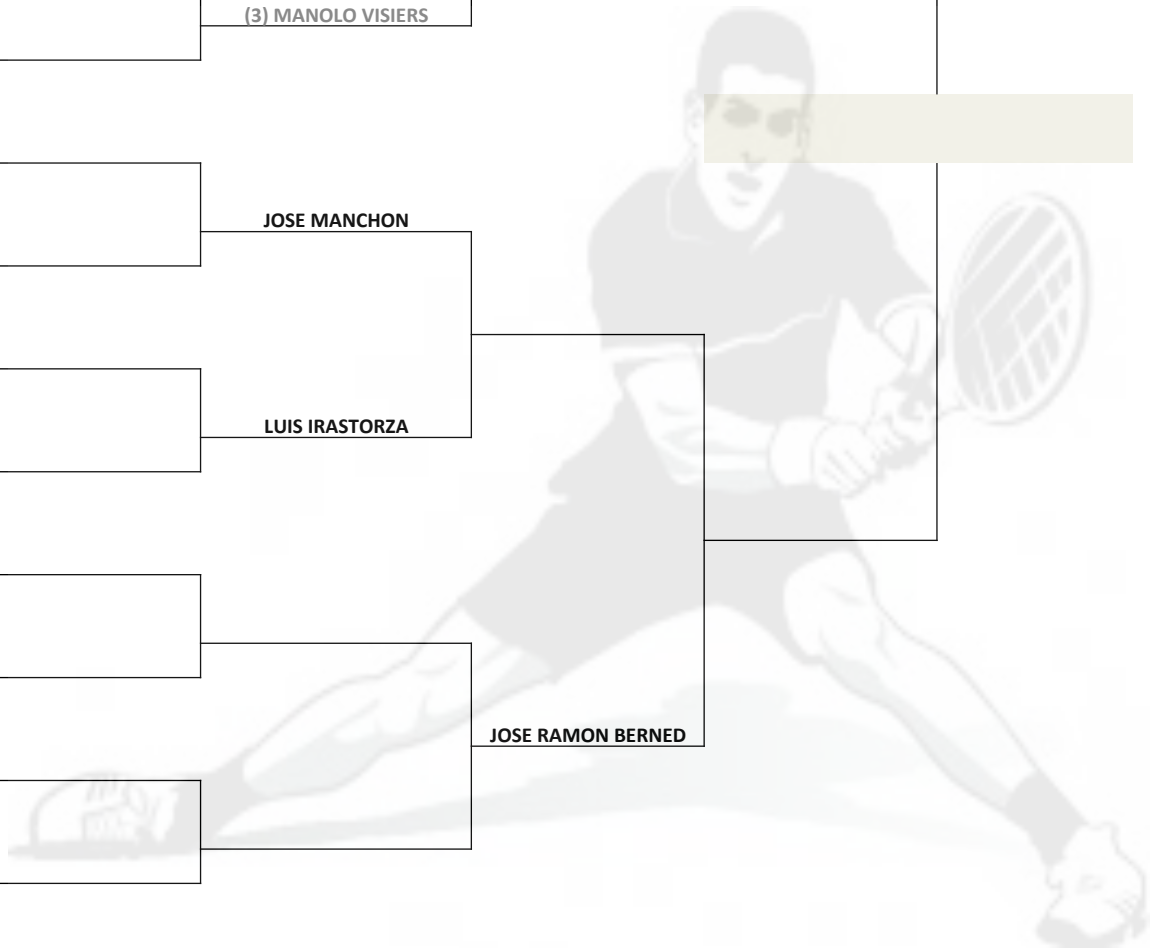 (3) MANOLO VISIERS
JOSE MANCHON
LUIS IRASTORZA
JOSE RAMON BERNED